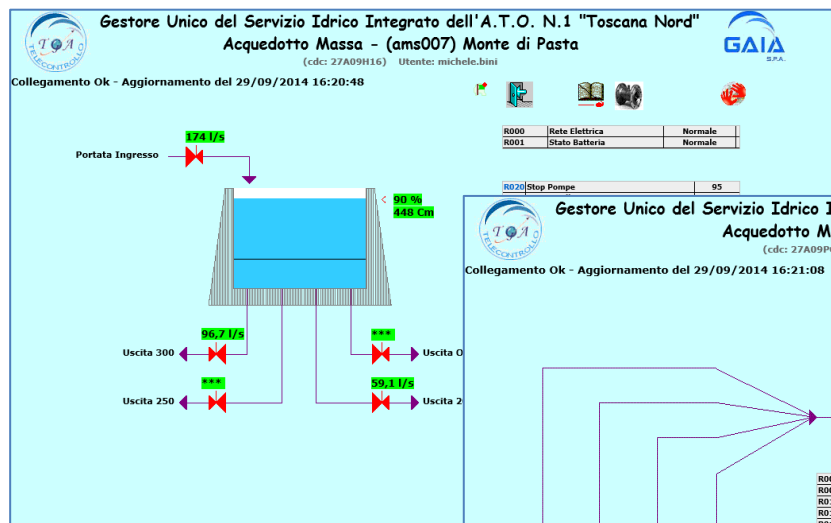 Gestore Unico del Servizio Idrico Integrato dell'A.T.O. N.1 "Toscana Nord"
Acquedotto Massa - (ams007) Monte di Pasta
(cdc: 27A09H16) Utente: michele.bini
TELECONTROLLO
GAIA
S.P.A.
Collegamento Ok - Aggiornamento del 29/09/2014 16:20:48
R000 Rete Elettrica Normale
R001 Stato Batteria Normale
R020 Stop Pompe 95
174 l/s
Portata Ingresso
90 %
448 Cm
96,7 l/s
***
Uscita 300
Uscita
***
59,1 l/s
Uscita 250
Uscita
Gestore Unico del Servizio Idrico
Acquedotto
(cdc:
TELECONTROLLO
Collegamento Ok - Aggiornamento del 29/09/2014 16:21:08